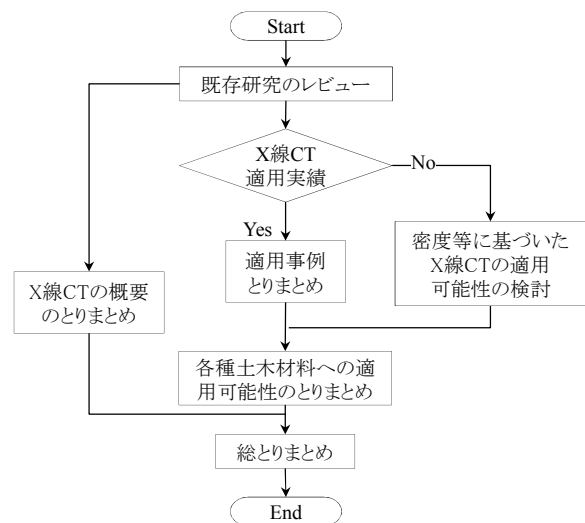 Start
既存研究のレビュー
X線CT
適用実績
No
Yes
適用事例
とりまとめ
密度等に基づいた
X線CTの適用
可能性の検討
X線CTの概要
のとりまとめ
各種土木材料への適
用可能性のとりまとめ
総とりまとめ
End